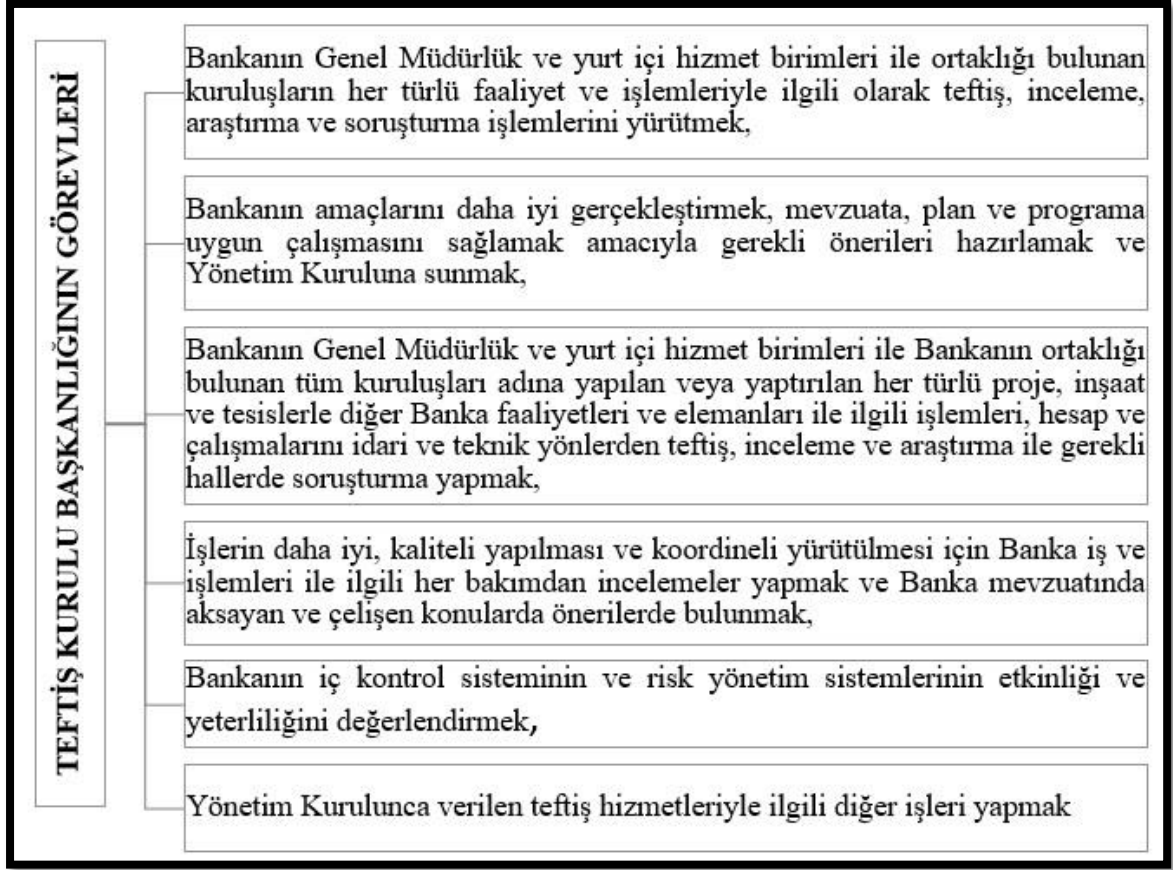 TEFTİŞ KURULU BAŞKANLIĞININ GÖREVLERİ
Bankanın Genel Müdürlük ve yurt içi hizmet birimleri ile ortaklığı bulunan
kuruluşların her türlü faaliyet ve işlemleriyle ilgili olarak teftiş, inceleme,
araştırma ve soruşturma işlemlerini yürütmek,
Bankanın amaçlarını daha iyi gerçekleştirmek, mevzuata, plan ve programa
uygun çalışmasını sağlamak amacıyla gerekli önerileri hazırlamak ve
Yönetim Kuruluna sunmak,
Bankanın Genel Müdürlük ve yurt içi hizmet birimleri ile Bankanın ortaklığı
bulunan tüm kuruluşları adına yapılan veya yaptırılan her türlü proje, inşaat
ve tesislerle diğer Banka faaliyetleri ve elemanları ile ilgili işlemleri, hesap ve
çalışmalarını idari ve teknik yönlerden teftiş, inceleme ve araştırma ile gerekli
hallerde soruşturma yapmak,
İşlerin daha iyi, kaliteli yapılması ve koordineli yürütülmesi için Banka iş ve
işlemleri ile ilgili her bakımdan incelemeler yapmak ve Banka mevzuatında
aksayan ve çelişen konularda önerilerde bulunmak,
Bankanın iç kontrol sisteminin ve risk yönetim sistemlerinin etkinliği ve
yeterliliğini değerlendirmek,
Yönetim Kurulunca verilen teftiş hizmetleriyle ilgili diğer işleri yapmak